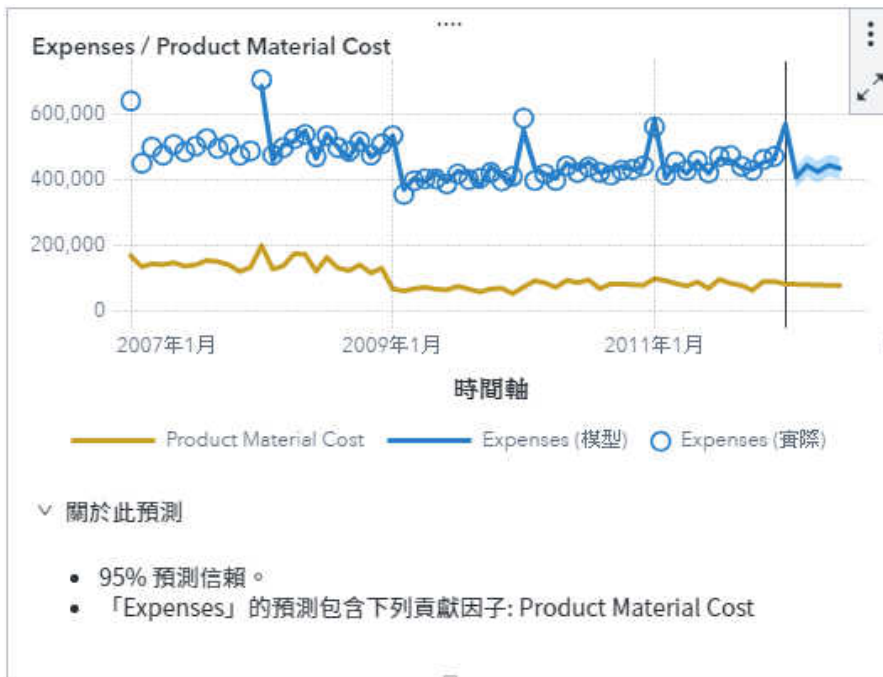 Expenses / Product Material Cost
600,000
400,000
200,000
0
2007年1月 2009年1月 2011年1月
時間軸
Product Material Cost Expenses (模型) Expenses (實際)
關於此預測
95% 預測信賴。
「Expenses」的預測包含下列貢獻因子: Product Material Cost